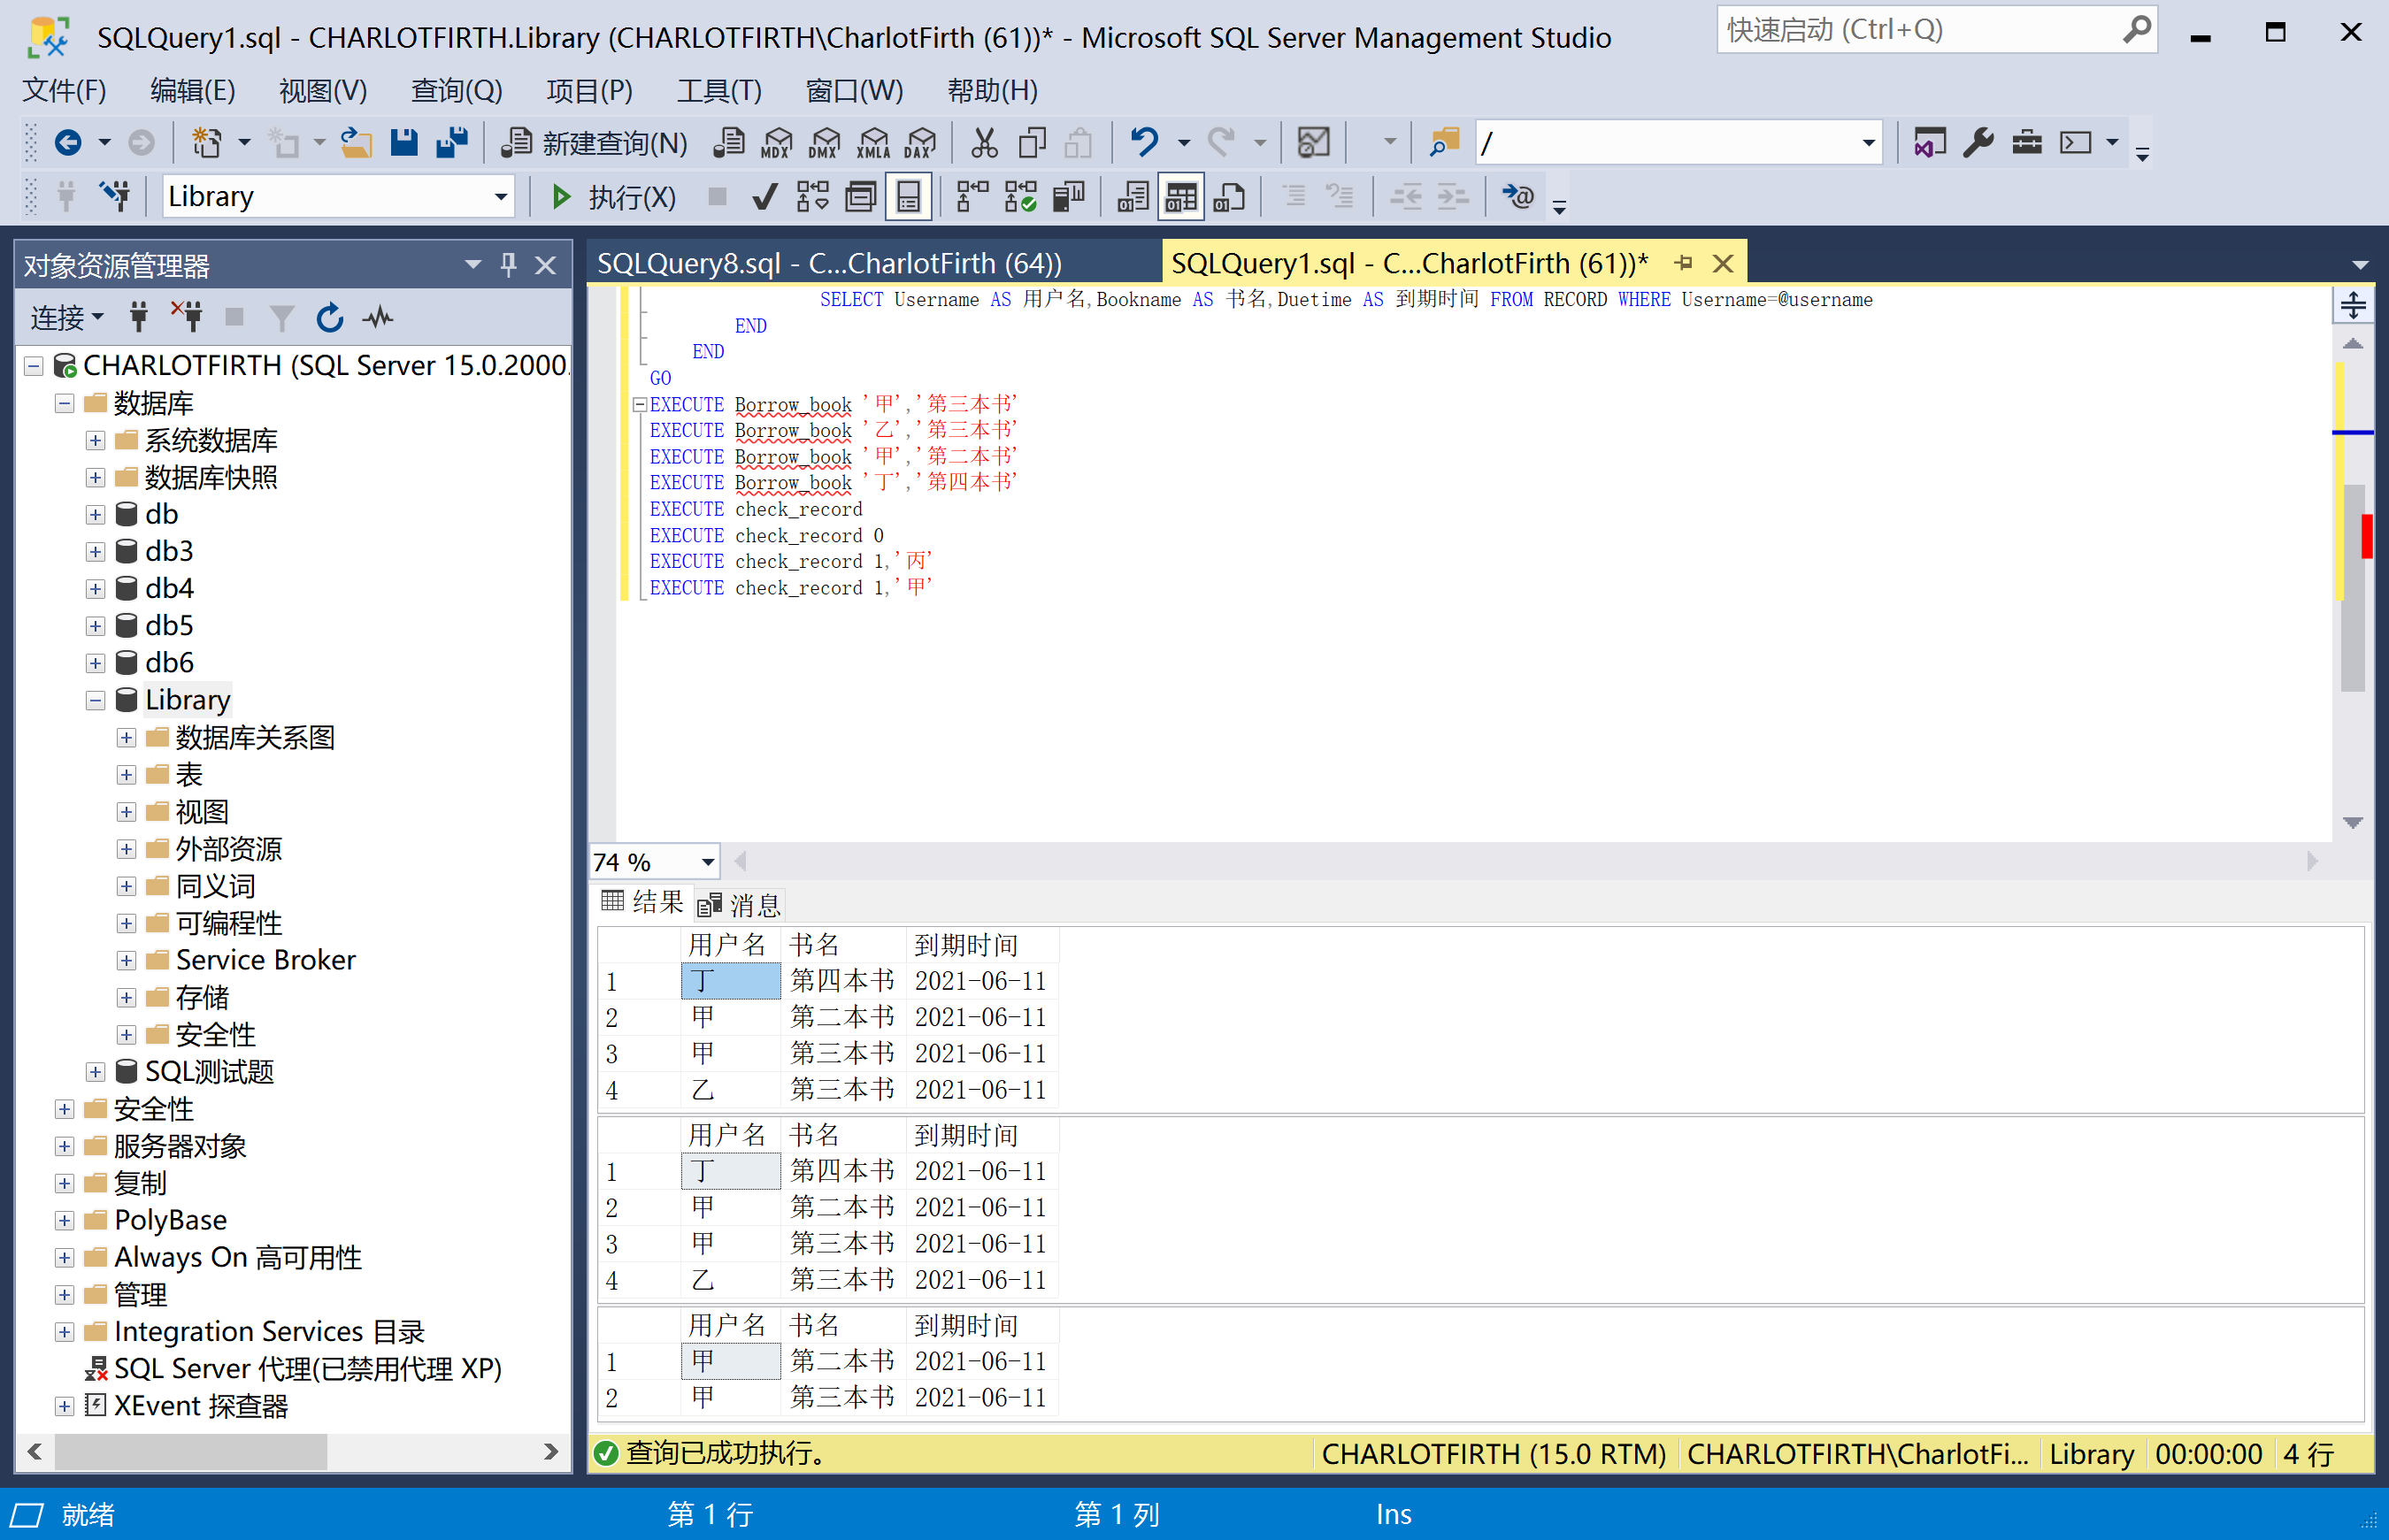 SQLQuery1.sql - CHARLOTFIRTH.Library (CHARLOTFIRTH\CharlotFirth (61))* - Microsoft SQL Server Management Studio
快速启动 (Ctrl+Q)
文件(F) 编辑(E) 视图(V) 查询(Q) 项目(P) 工具(T) 窗口(W) 帮助(H)
新建查询(N) MDX DMX XMLA DAX /
Library 执行(X)
对象资源管理器
连接
CHARLOTFIRTH (SQL Server 15.0.2000.
数据库
系统数据库
数据库快照
db
db3
db4
db5
db6
Library
数据库关系图
表
视图
外部资源
同义词
可编程性
Service Broker
存储
安全性
SQL测试题
安全性
服务器对象
复制
PolyBase
Always On 高可用性
管理
Integration Services 目录
SQL Server 代理(已禁用代理 XP)
XEvent 探查器
SQLQuery8.sql - C...CharlotFirth (64))
SQLQuery1.sql - C...CharlotFirth (61))*
SELECT Username AS 用户名,Bookname AS 书名,Duetime AS 到期时间 FROM RECORD WHERE Username=@username
END
END
GO
EXECUTE Borrow_book '甲','第三本书'
EXECUTE Borrow_book '乙','第三本书'
EXECUTE Borrow_book '甲','第二本书'
EXECUTE Borrow_book '丁','第四本书'
EXECUTE check_record
EXECUTE check_record 0
EXECUTE check_record 1,'丙'
EXECUTE check_record 1,'甲'
74 %
结果 消息
用户名 书名 到期时间
1 丁 第四本书 2021-06-11
2 甲 第二本书 2021-06-11
3 甲 第三本书 2021-06-11
4 乙 第三本书 2021-06-11
用户名 书名 到期时间
1 丁 第四本书 2021-06-11
2 甲 第二本书 2021-06-11
3 甲 第三本书 2021-06-11
4 乙 第三本书 2021-06-11
用户名 书名 到期时间
1 甲 第二本书 2021-06-11
2 甲 第三本书 2021-06-11
查询已成功执行。 CHARLOTFIRTH (15.0 RTM) CHARLOTFIRTH\CharlotFi... Library 00:00:00 4 行
就绪 第 1 行 第 1 列 Ins